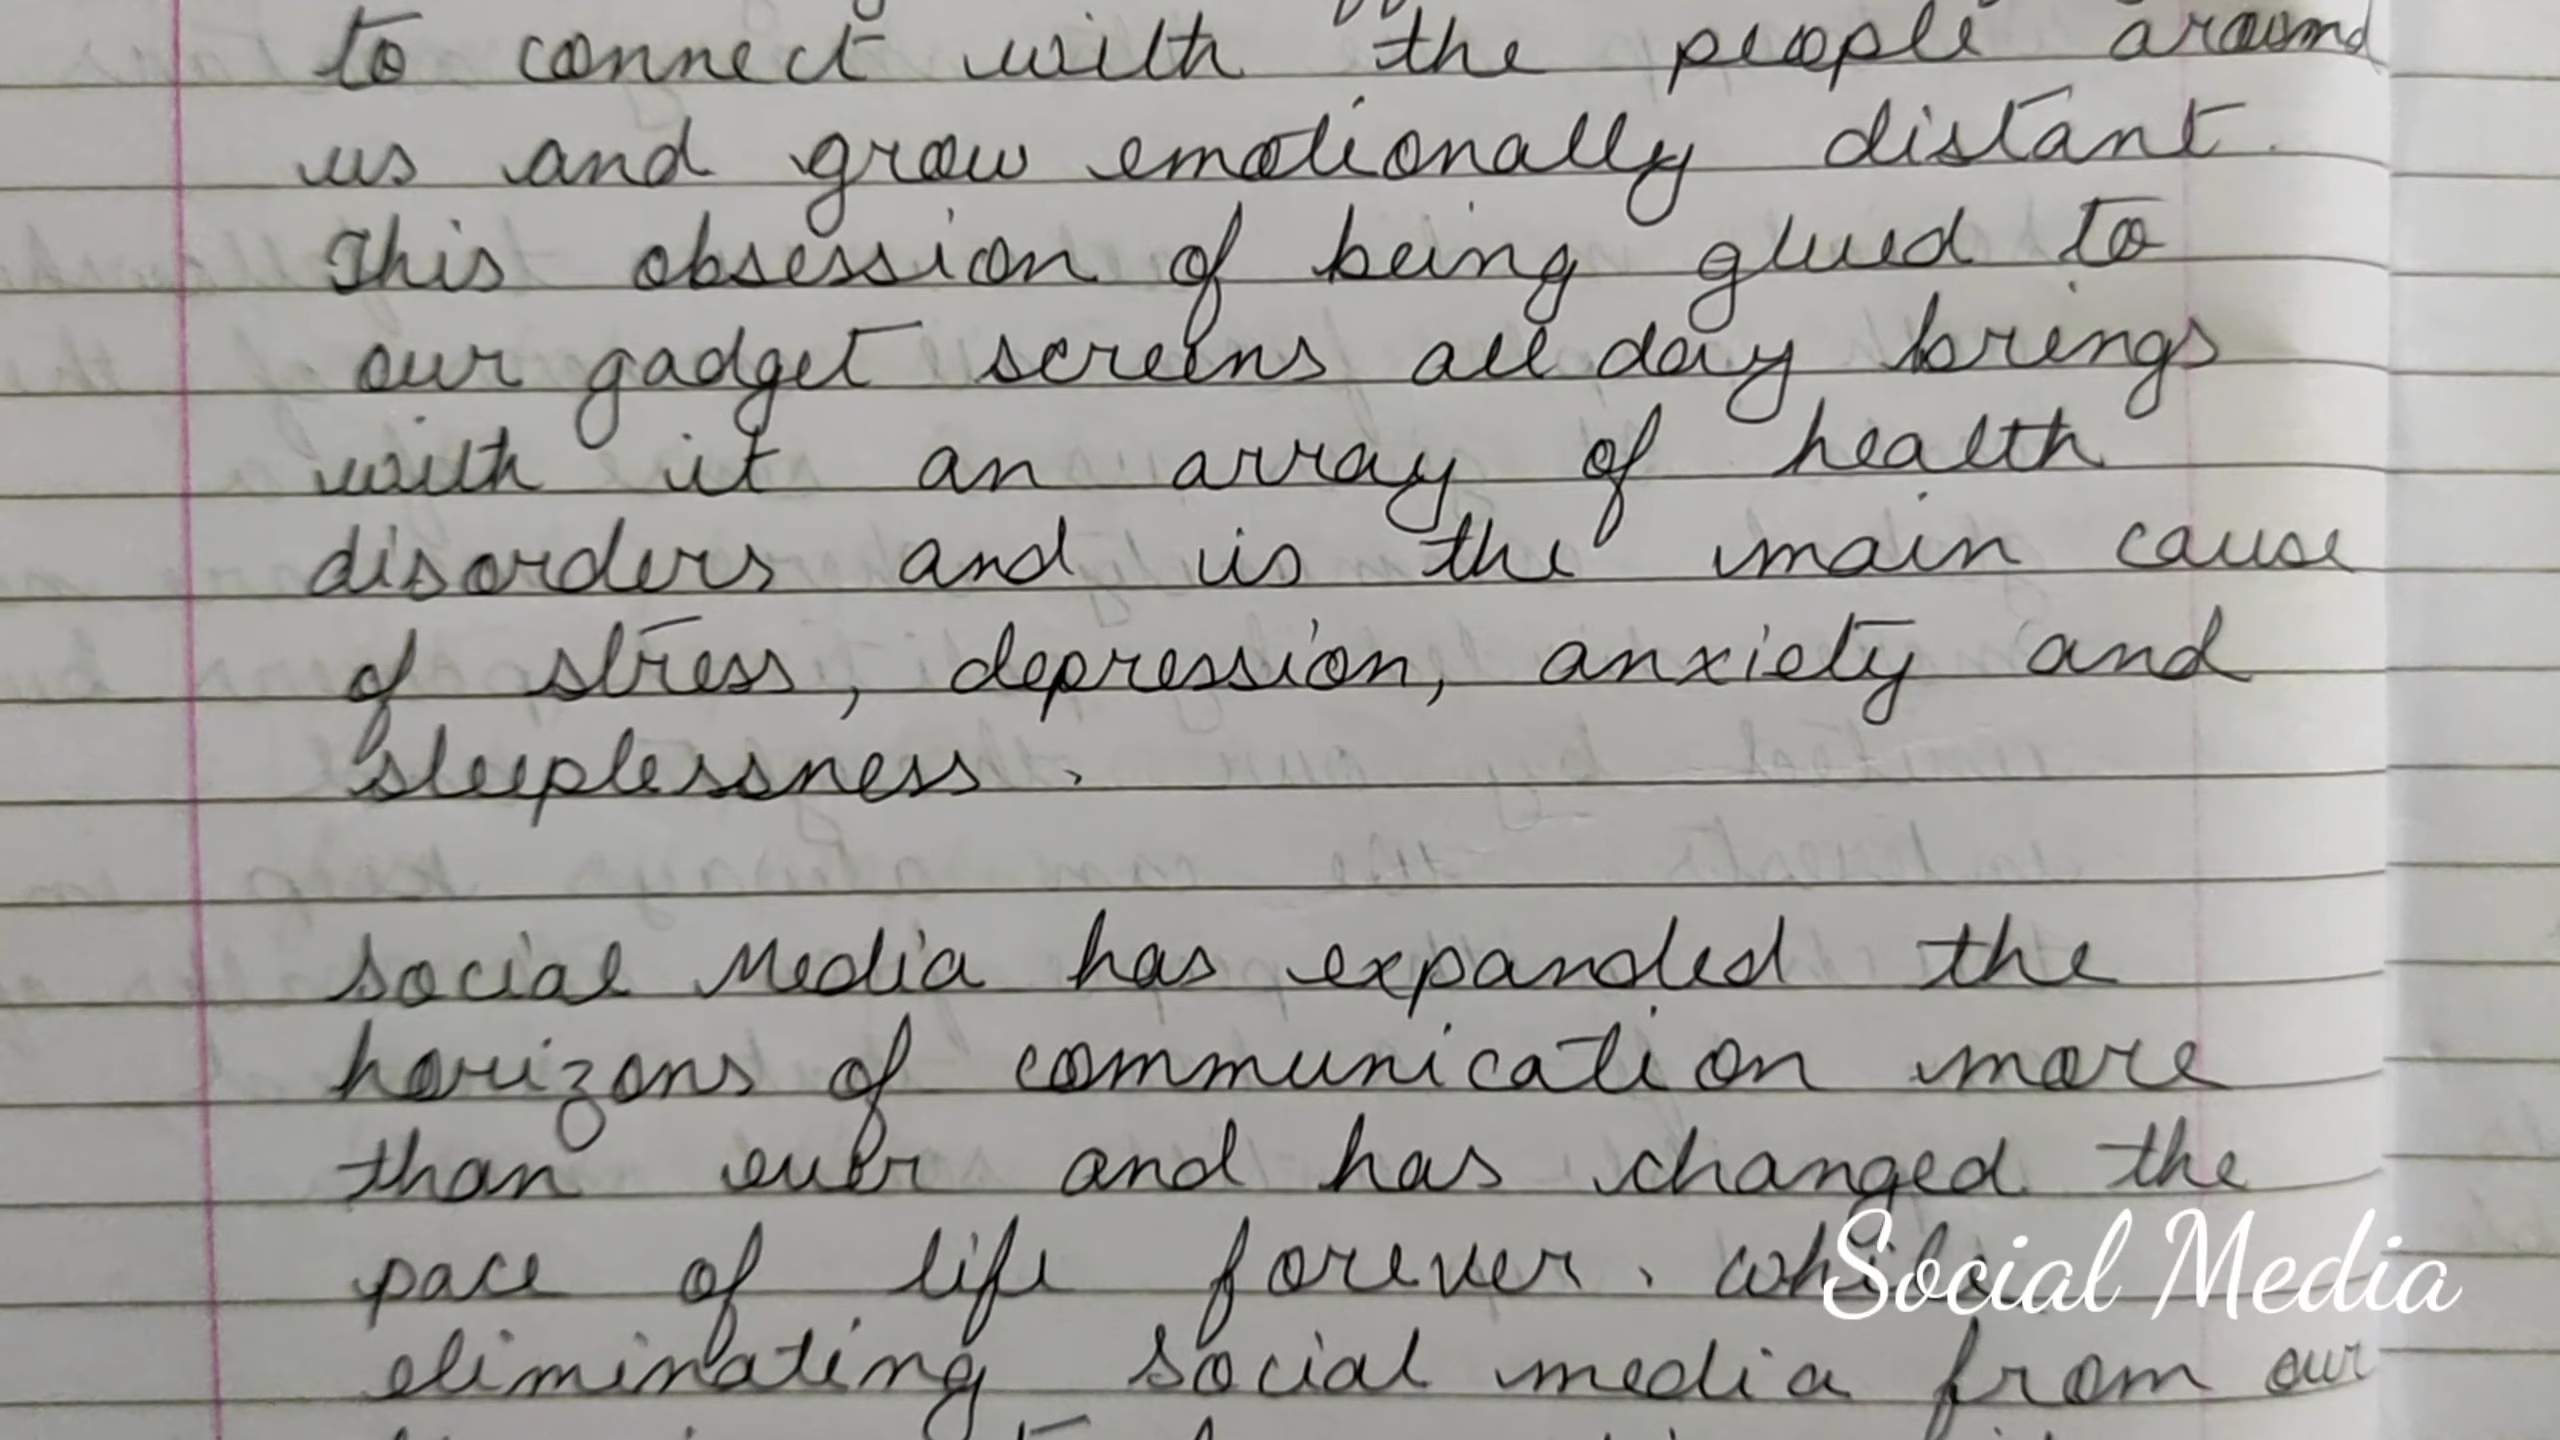 to connect with the people around
us and grow emotionally distant.
This obsession of being glued to
our gadget screens all day brings
with it an array of health
disorders and is the main cause
of stress, depression, anxiety and
sleeplessness.
social Media has expanded the
horizons of communication more
than ever and has changed the
pace of life forever. while
Social Media
eliminating social media from our